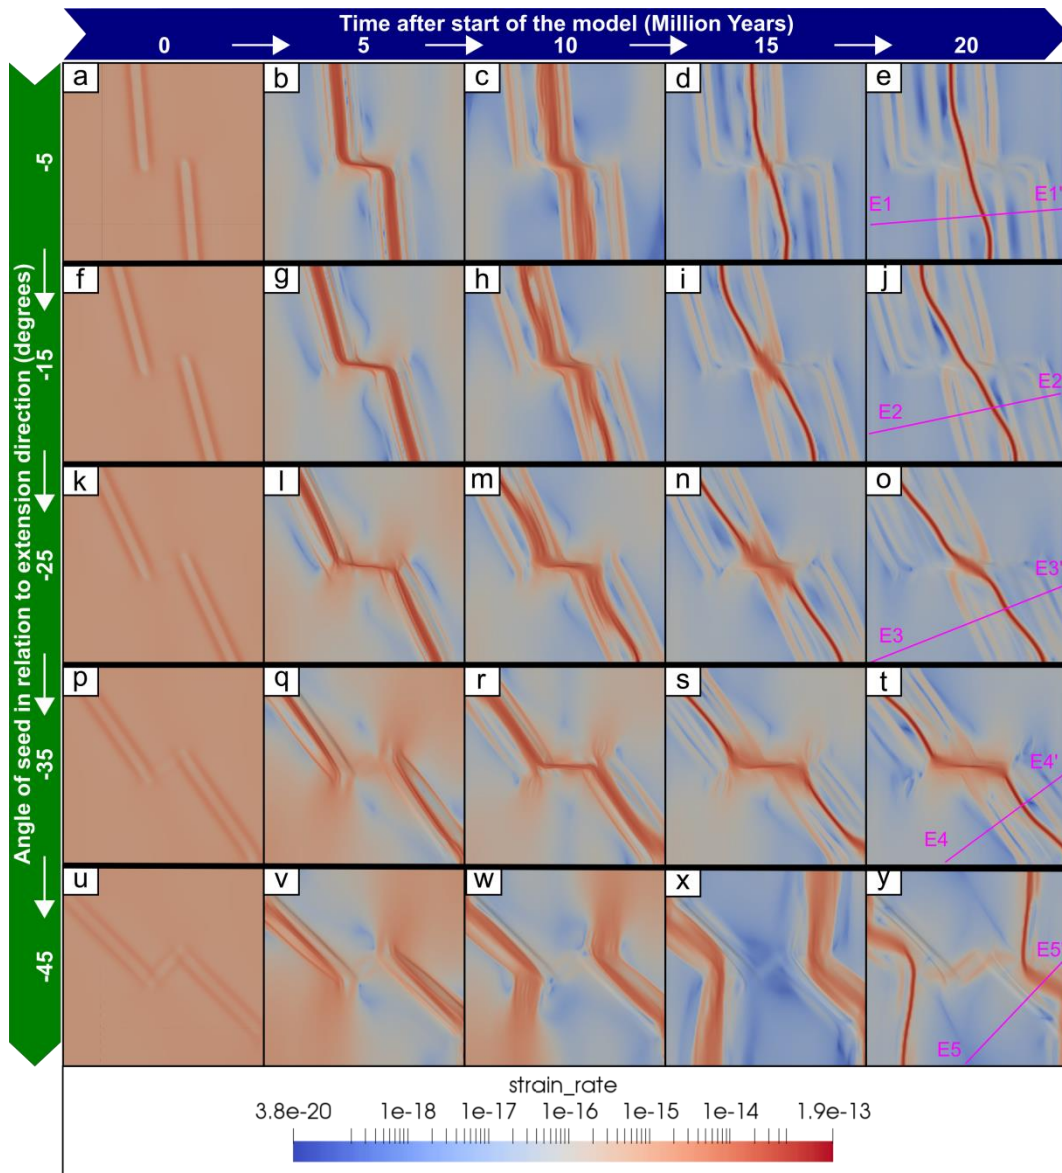 Time after start of the model (Million Years)
0 5 10 15 20
Angle of seed in relation to extension direction (degrees)
-5
a b c d e
E1 E1'
-15
f g h i j
E2 E2
-25
k l m n o
E3 E3'
-35
p q r s t
E4 E4'
-45
u v w x y
E5 E5
strain_rate
3.8e-20 1e-18 1e-17 1e-16 1e-15 1e-14 1.9e-13